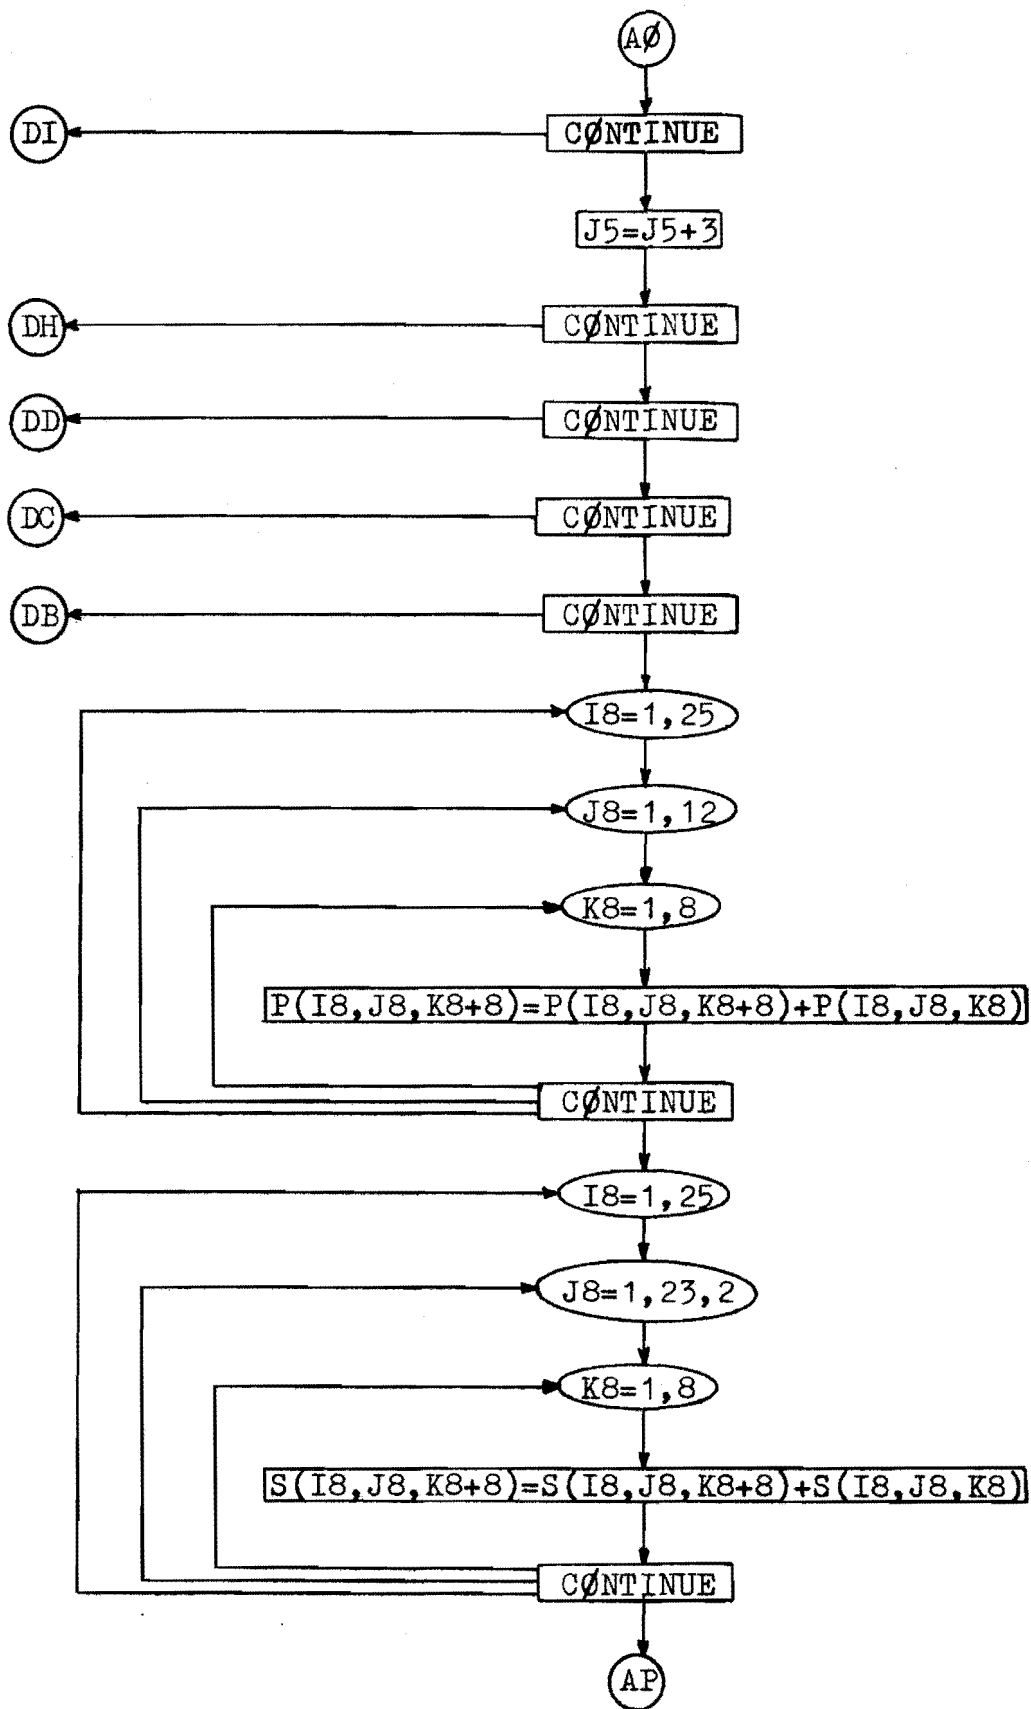 AØ
DI
CØNTINUE
J5=J5+3
DH
CØNTINUE
DD
CØNTINUE
DC
CØNTINUE
DB
CØNTINUE
I8=1,25
J8=1,12
K8=1,8
P(I8,J8,K8+8)=P(I8,J8,K8+8)+P(I8,J8,K8)
CØNTINUE
I8=1,25
J8=1,23,2
K8=1,8
S(I8,J8,K8+8)=S(I8,J8,K8+8)+S(I8,J8,K8)
CØNTINUE
AP